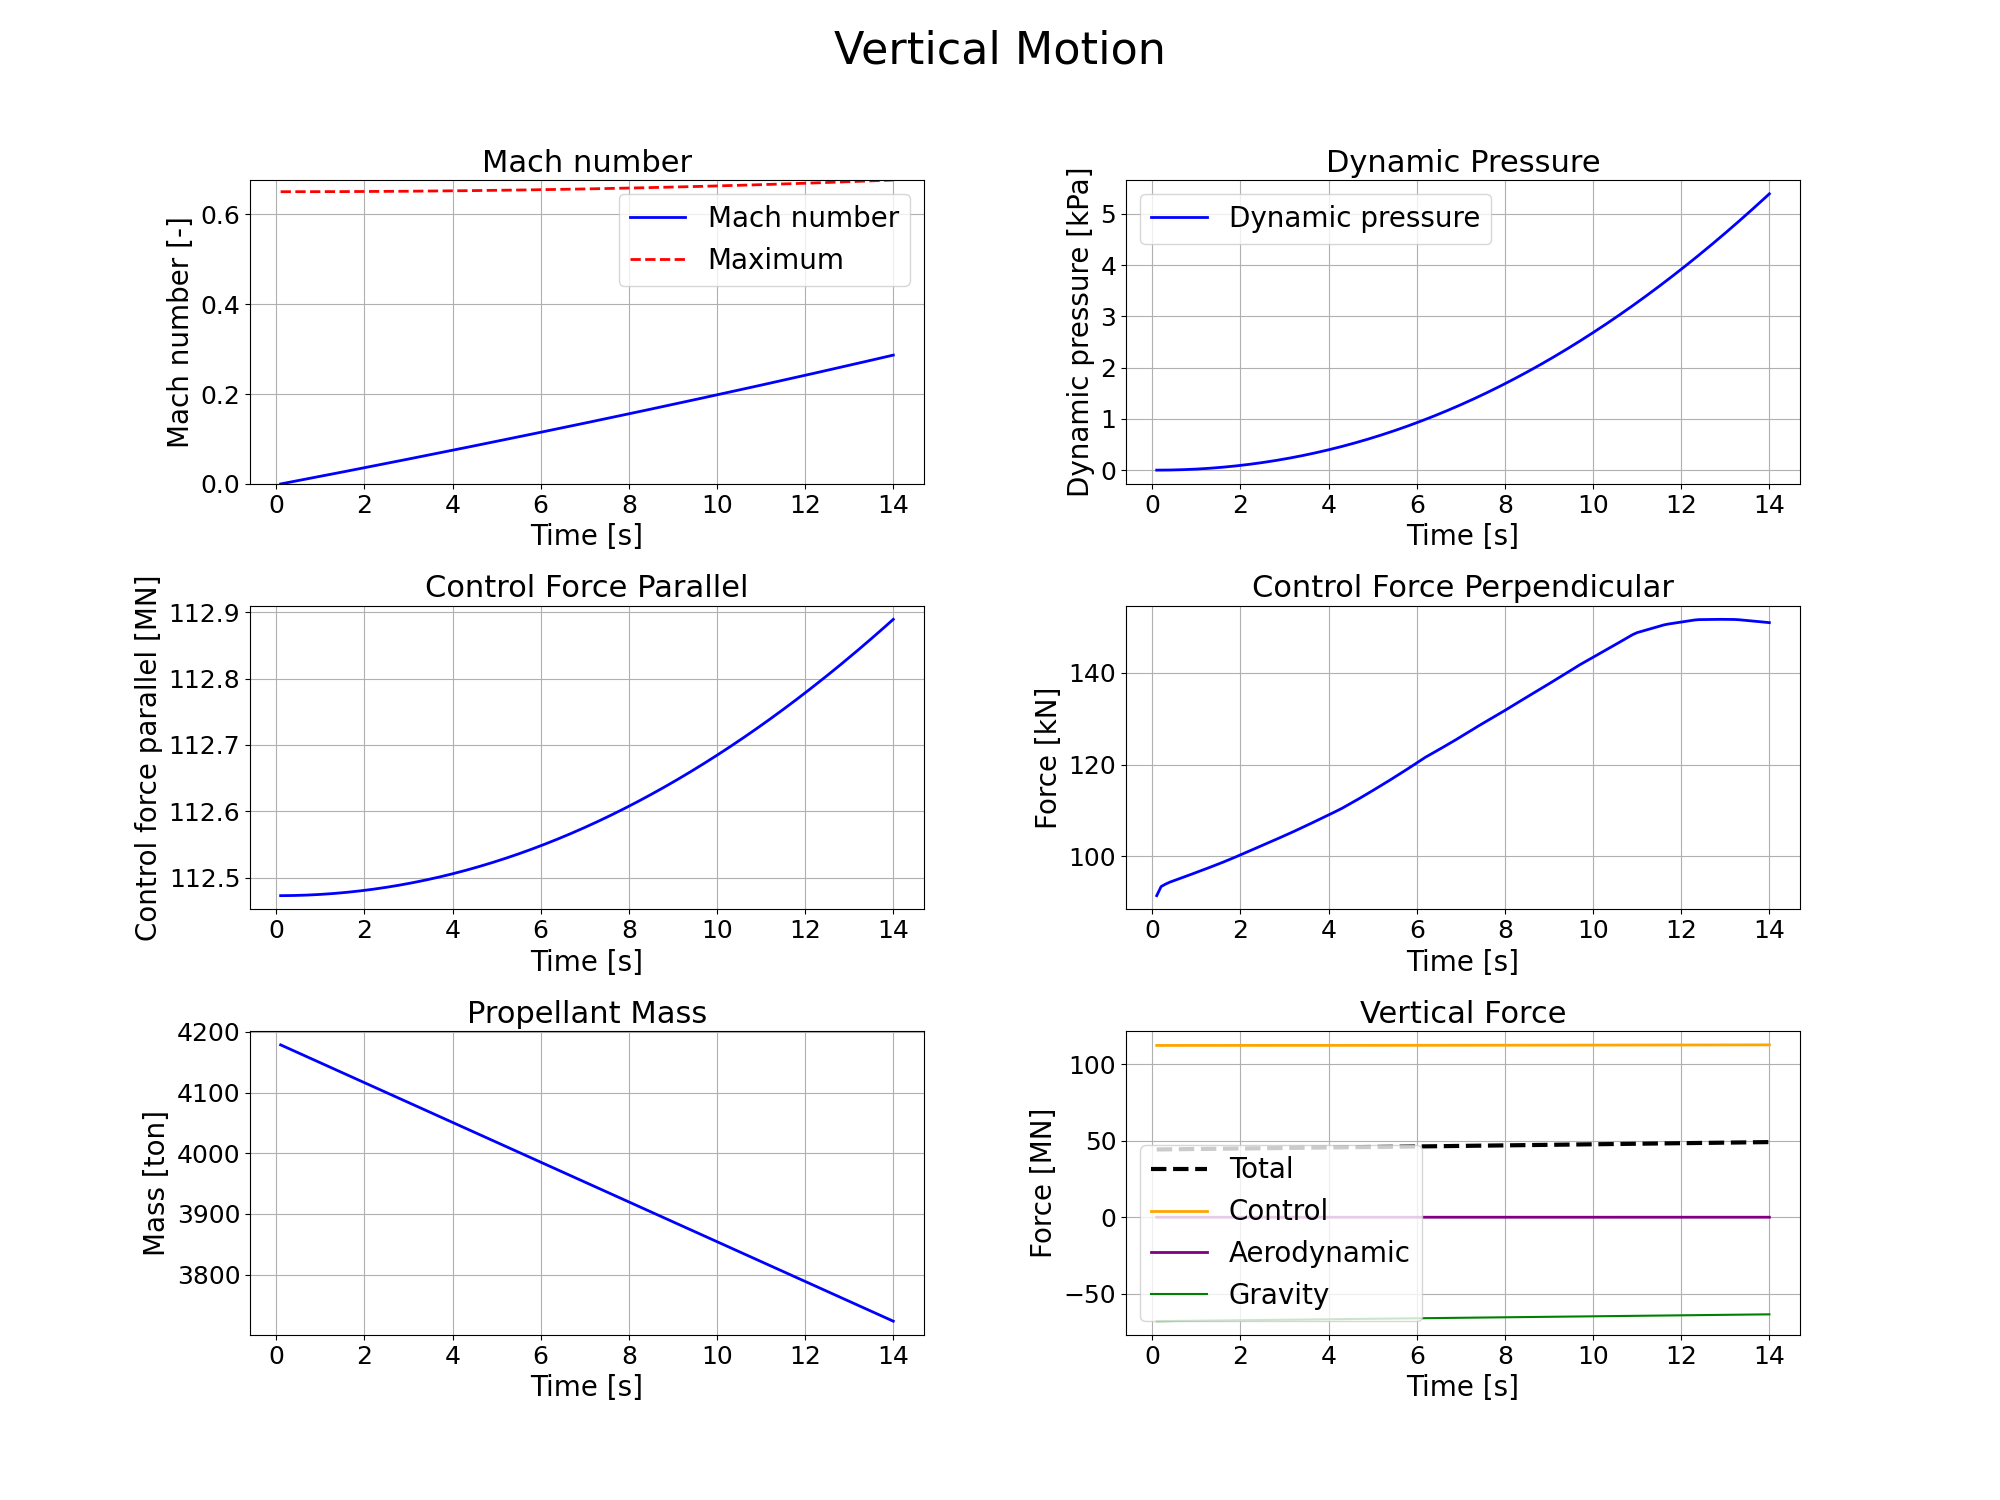 Vertical Motion
Mach number
Mach number [-]
0.6
0.4
0.2
0.0
Mach number
Maximum
0 2 4 6 8 10 12 14
Time [s]
Dynamic Pressure
Dynamic pressure [kPa]
5
4
3
2
1
0
Dynamic pressure
0 2 4 6 8 10 12 14
Time [s]
Control Force Parallel
Control force parallel [MN]
112.9
112.8
112.7
112.6
112.5
0 2 4 6 8 10 12 14
Time [s]
Control Force Perpendicular
Force [kN]
140
120
100
0 2 4 6 8 10 12 14
Time [s]
Propellant Mass
Mass [ton]
4200
4100
4000
3900
3800
0 2 4 6 8 10 12 14
Time [s]
Vertical Force
Force [MN]
100
50
0
−50
Total
Control
Aerodynamic
Gravity
0 2 4 6 8 10 12 14
Time [s]